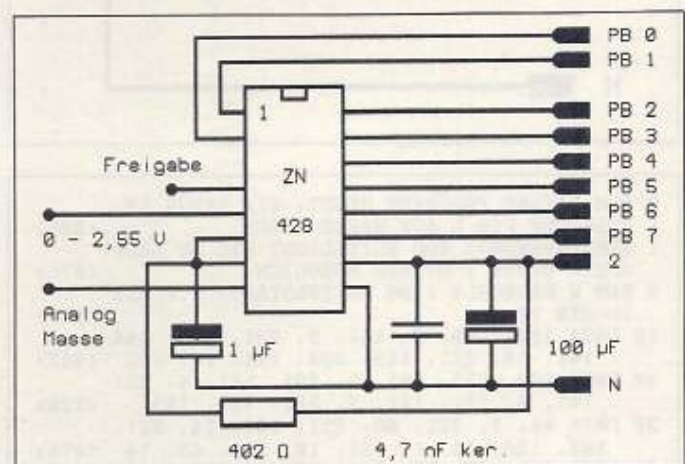 PB 0
PB 1
1
PB 2
PB 3
ZN
PB 4
Freigabe
PB 5
428
PB 6
0 - 2,55 V
PB 7
2
Analog
Masse
1 µF
100 µF
N
402 Ω
4,7 nF ker.